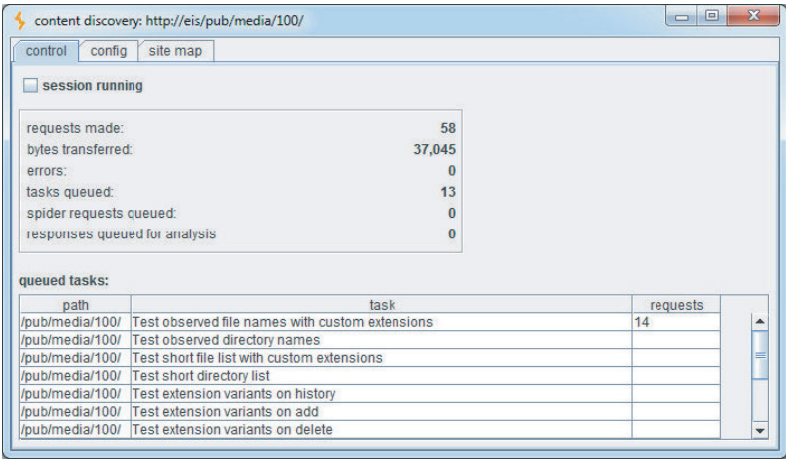 content discovery: http://eis/pub/media/100/
control config site map
session running
requests made: 58
bytes transferred: 37,045
errors: 0
tasks queued: 13
spider requests queued: 0
responses queued for analysis 0
queued tasks:
path task requests
/pub/media/100/ Test observed file names with custom extensions 14
/pub/media/100/ Test observed directory names
/pub/media/100/ Test short file list with custom extensions
/pub/media/100/ Test short directory list
/pub/media/100/ Test extension variants on history
/pub/media/100/ Test extension variants on add
/pub/media/100/ Test extension variants on delete